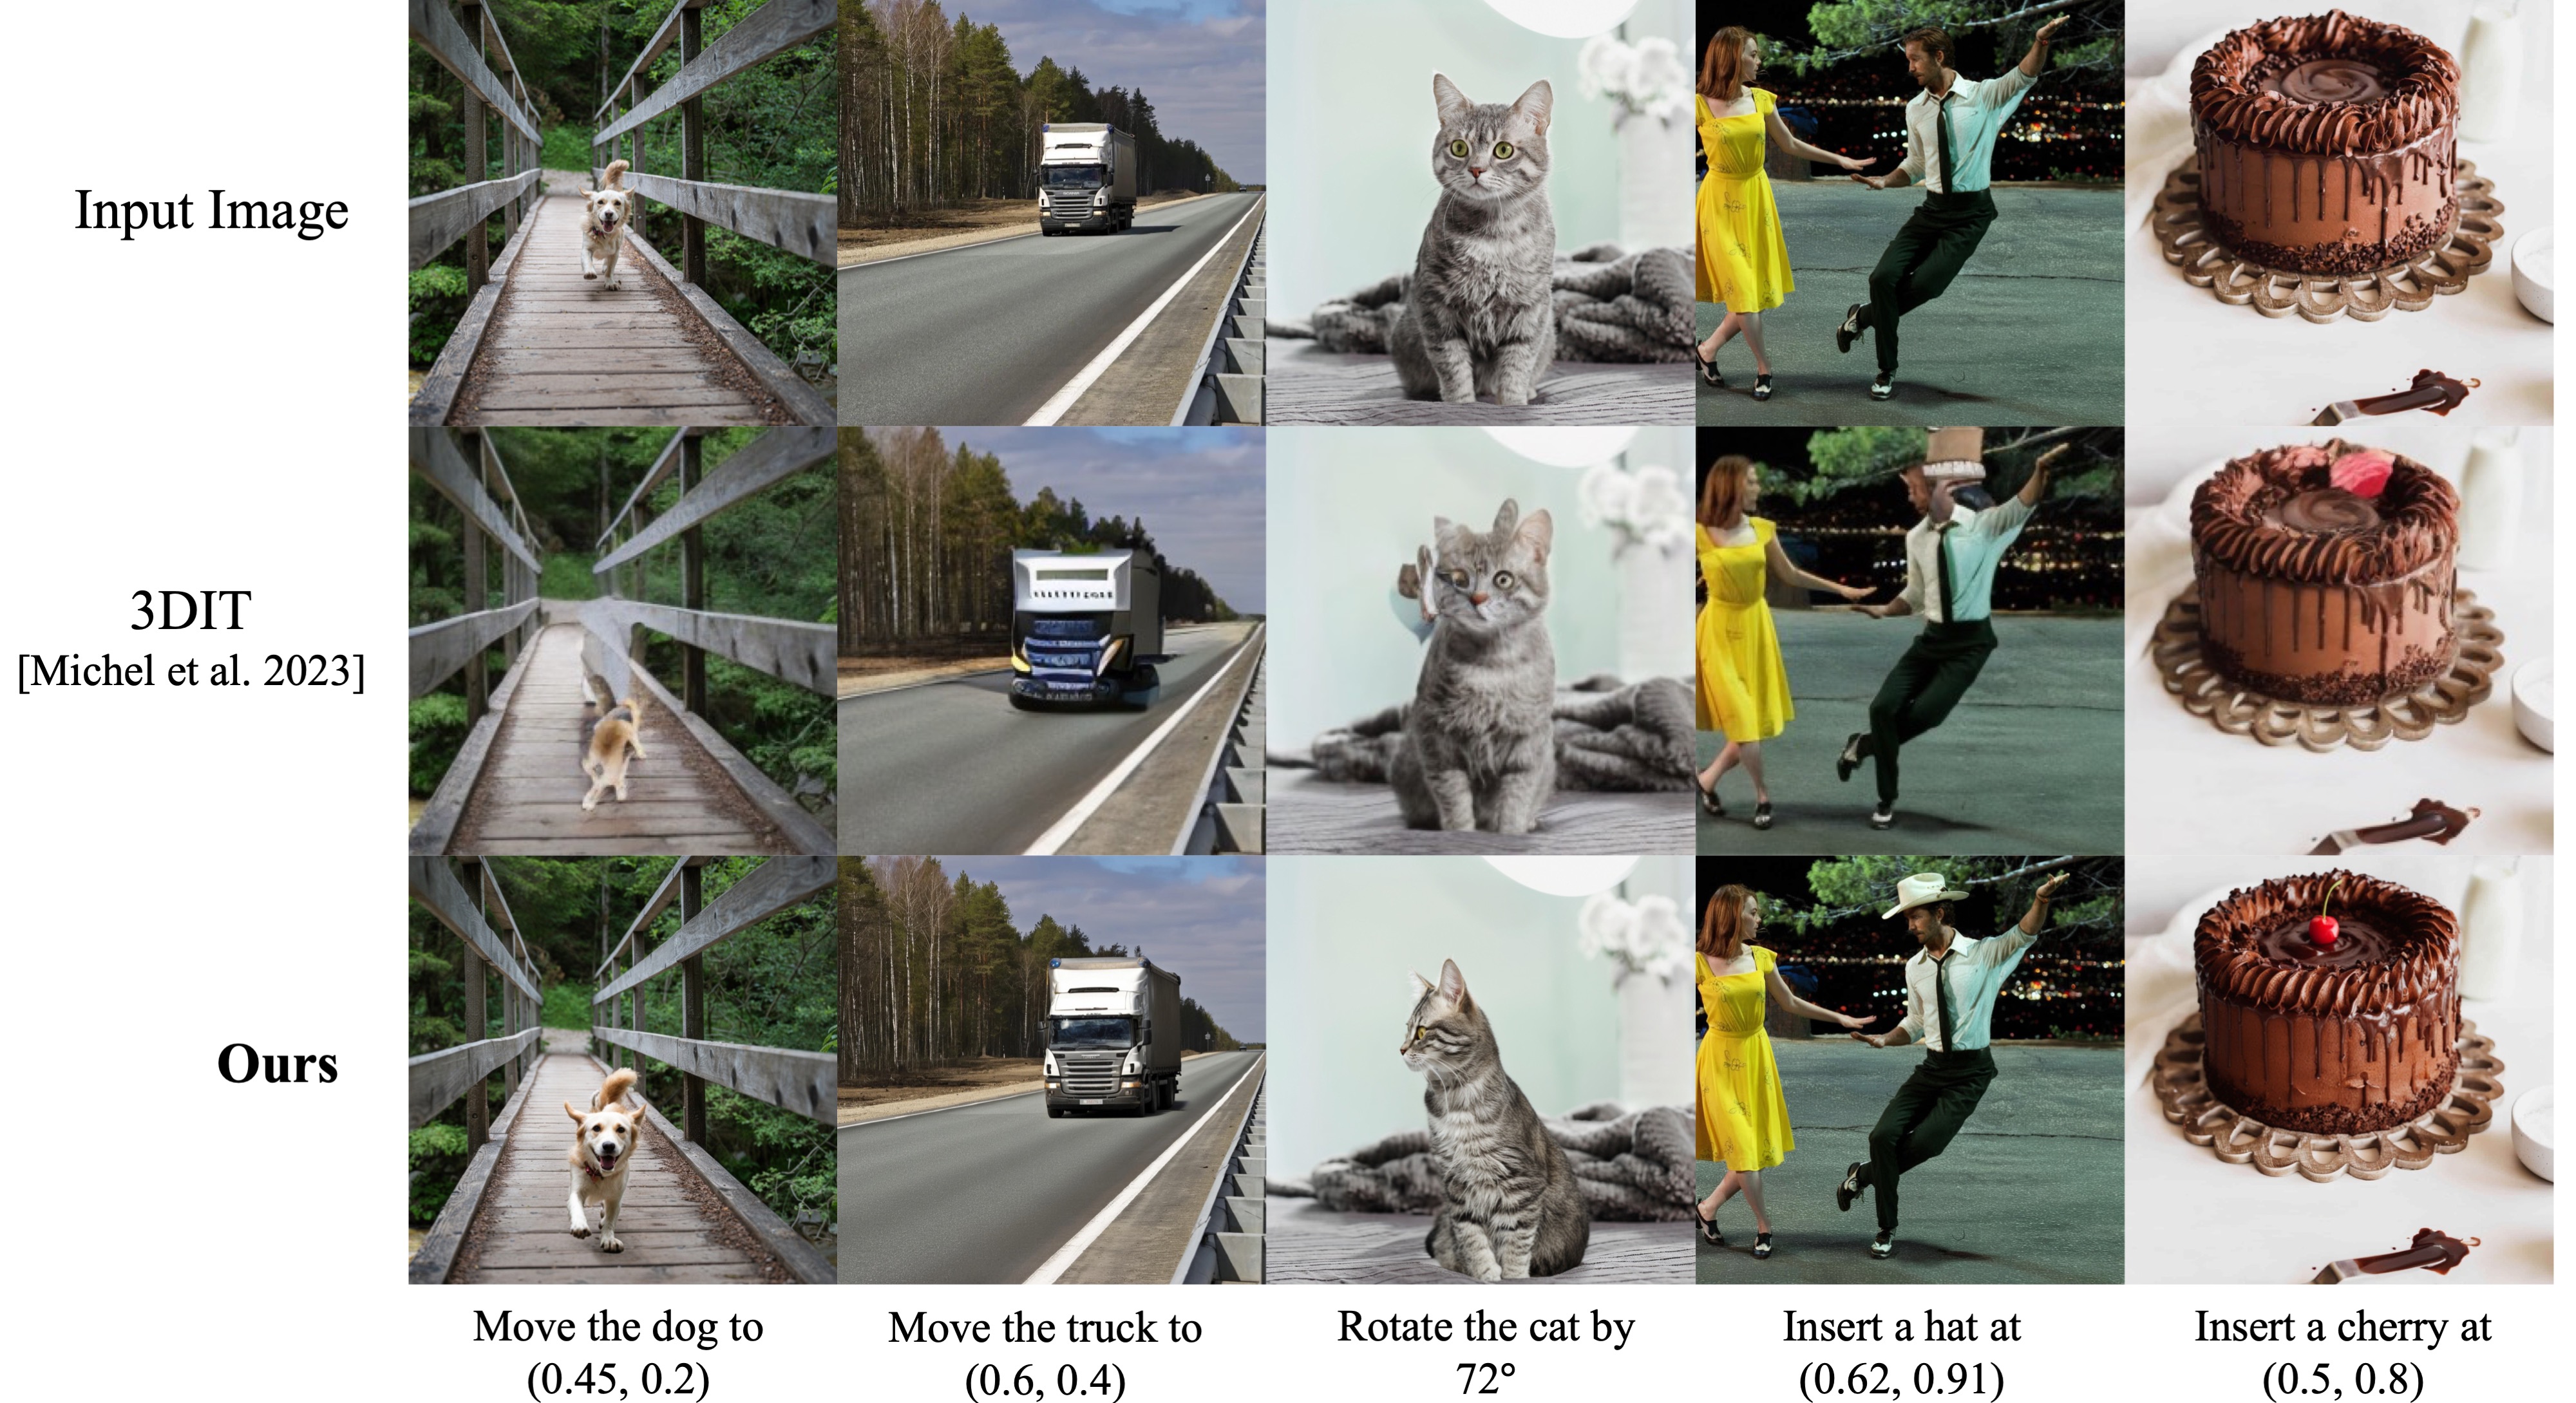 Input Image
3DIT
[Michel et al. 2023]
Ours
Move the dog to
(0.45, 0.2)
Move the truck to
(0.6, 0.4)
Rotate the cat by
72°
Insert a hat at
(0.62, 0.91)
Insert a cherry at
(0.5, 0.8)